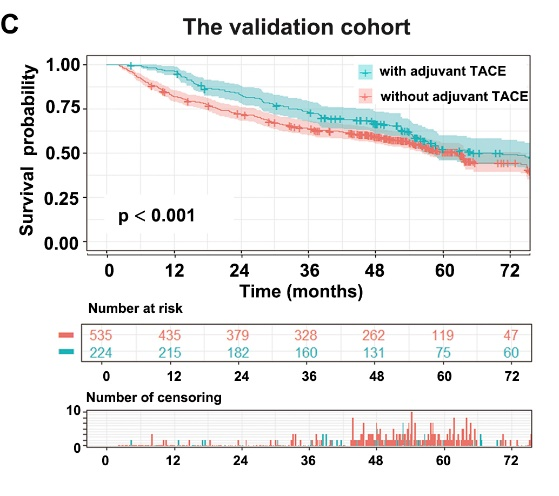 C
The validation cohort
Survival probability
1.00
0.75
0.50
0.25
0.00
with adjuvant TACE
without adjuvant TACE
p < 0.001
0 12 24 36 48 60 72
Time (months)
Number at risk
535 435 379 328 262 119 47
224 215 182 160 131 75 60
0 12 24 36 48 60 72
Number of censoring
10
0
0 12 24 36 48 60 72